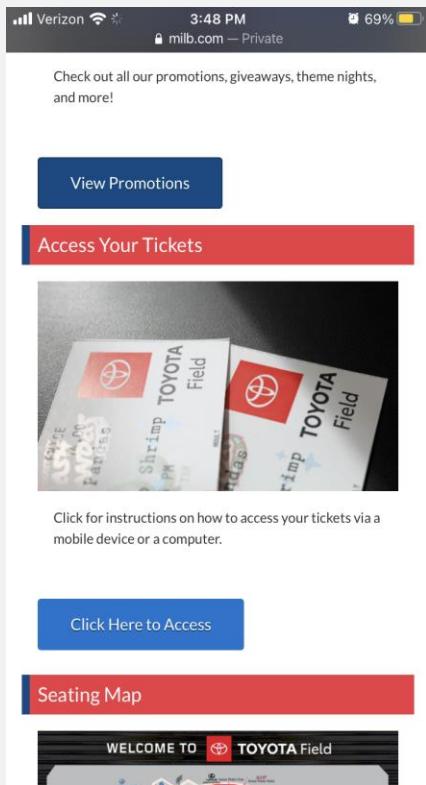 Verizon 3:48 PM 69%
milb.com — Private
Check out all our promotions, giveaways, theme nights,
and more!
View Promotions
Access Your Tickets
TOYOTA
Field
Shrimp
PM
Pandas
TOYOTA
Field
Click for instructions on how to access your tickets via a
mobile device or a computer.
Click Here to Access
Seating Map
WELCOME TO TOYOTA Field